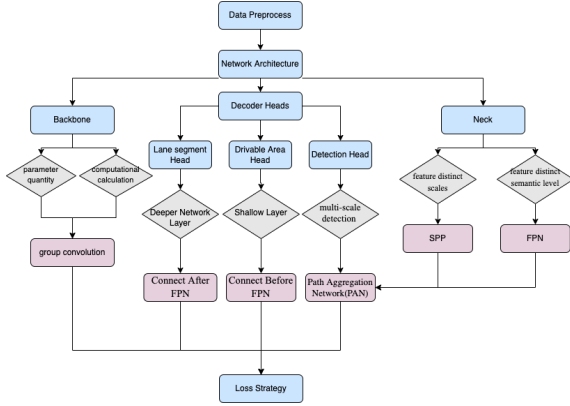 Data Preprocess
Network Architecture
Backbone
Decoder Heads
Neck
Lane segment
Head
Drivable Area
Head
Detection Head
parameter
quantity
computational
calculation
Deeper Network
Layer
Shallow Layer
multi-scale
detection
feature distinct
scales
feature distinct
semantic level
group convolution
SPP
FPN
Connect After
FPN
Connect Before
FPN
Path Aggregation
Network(PAN)
Loss Strategy